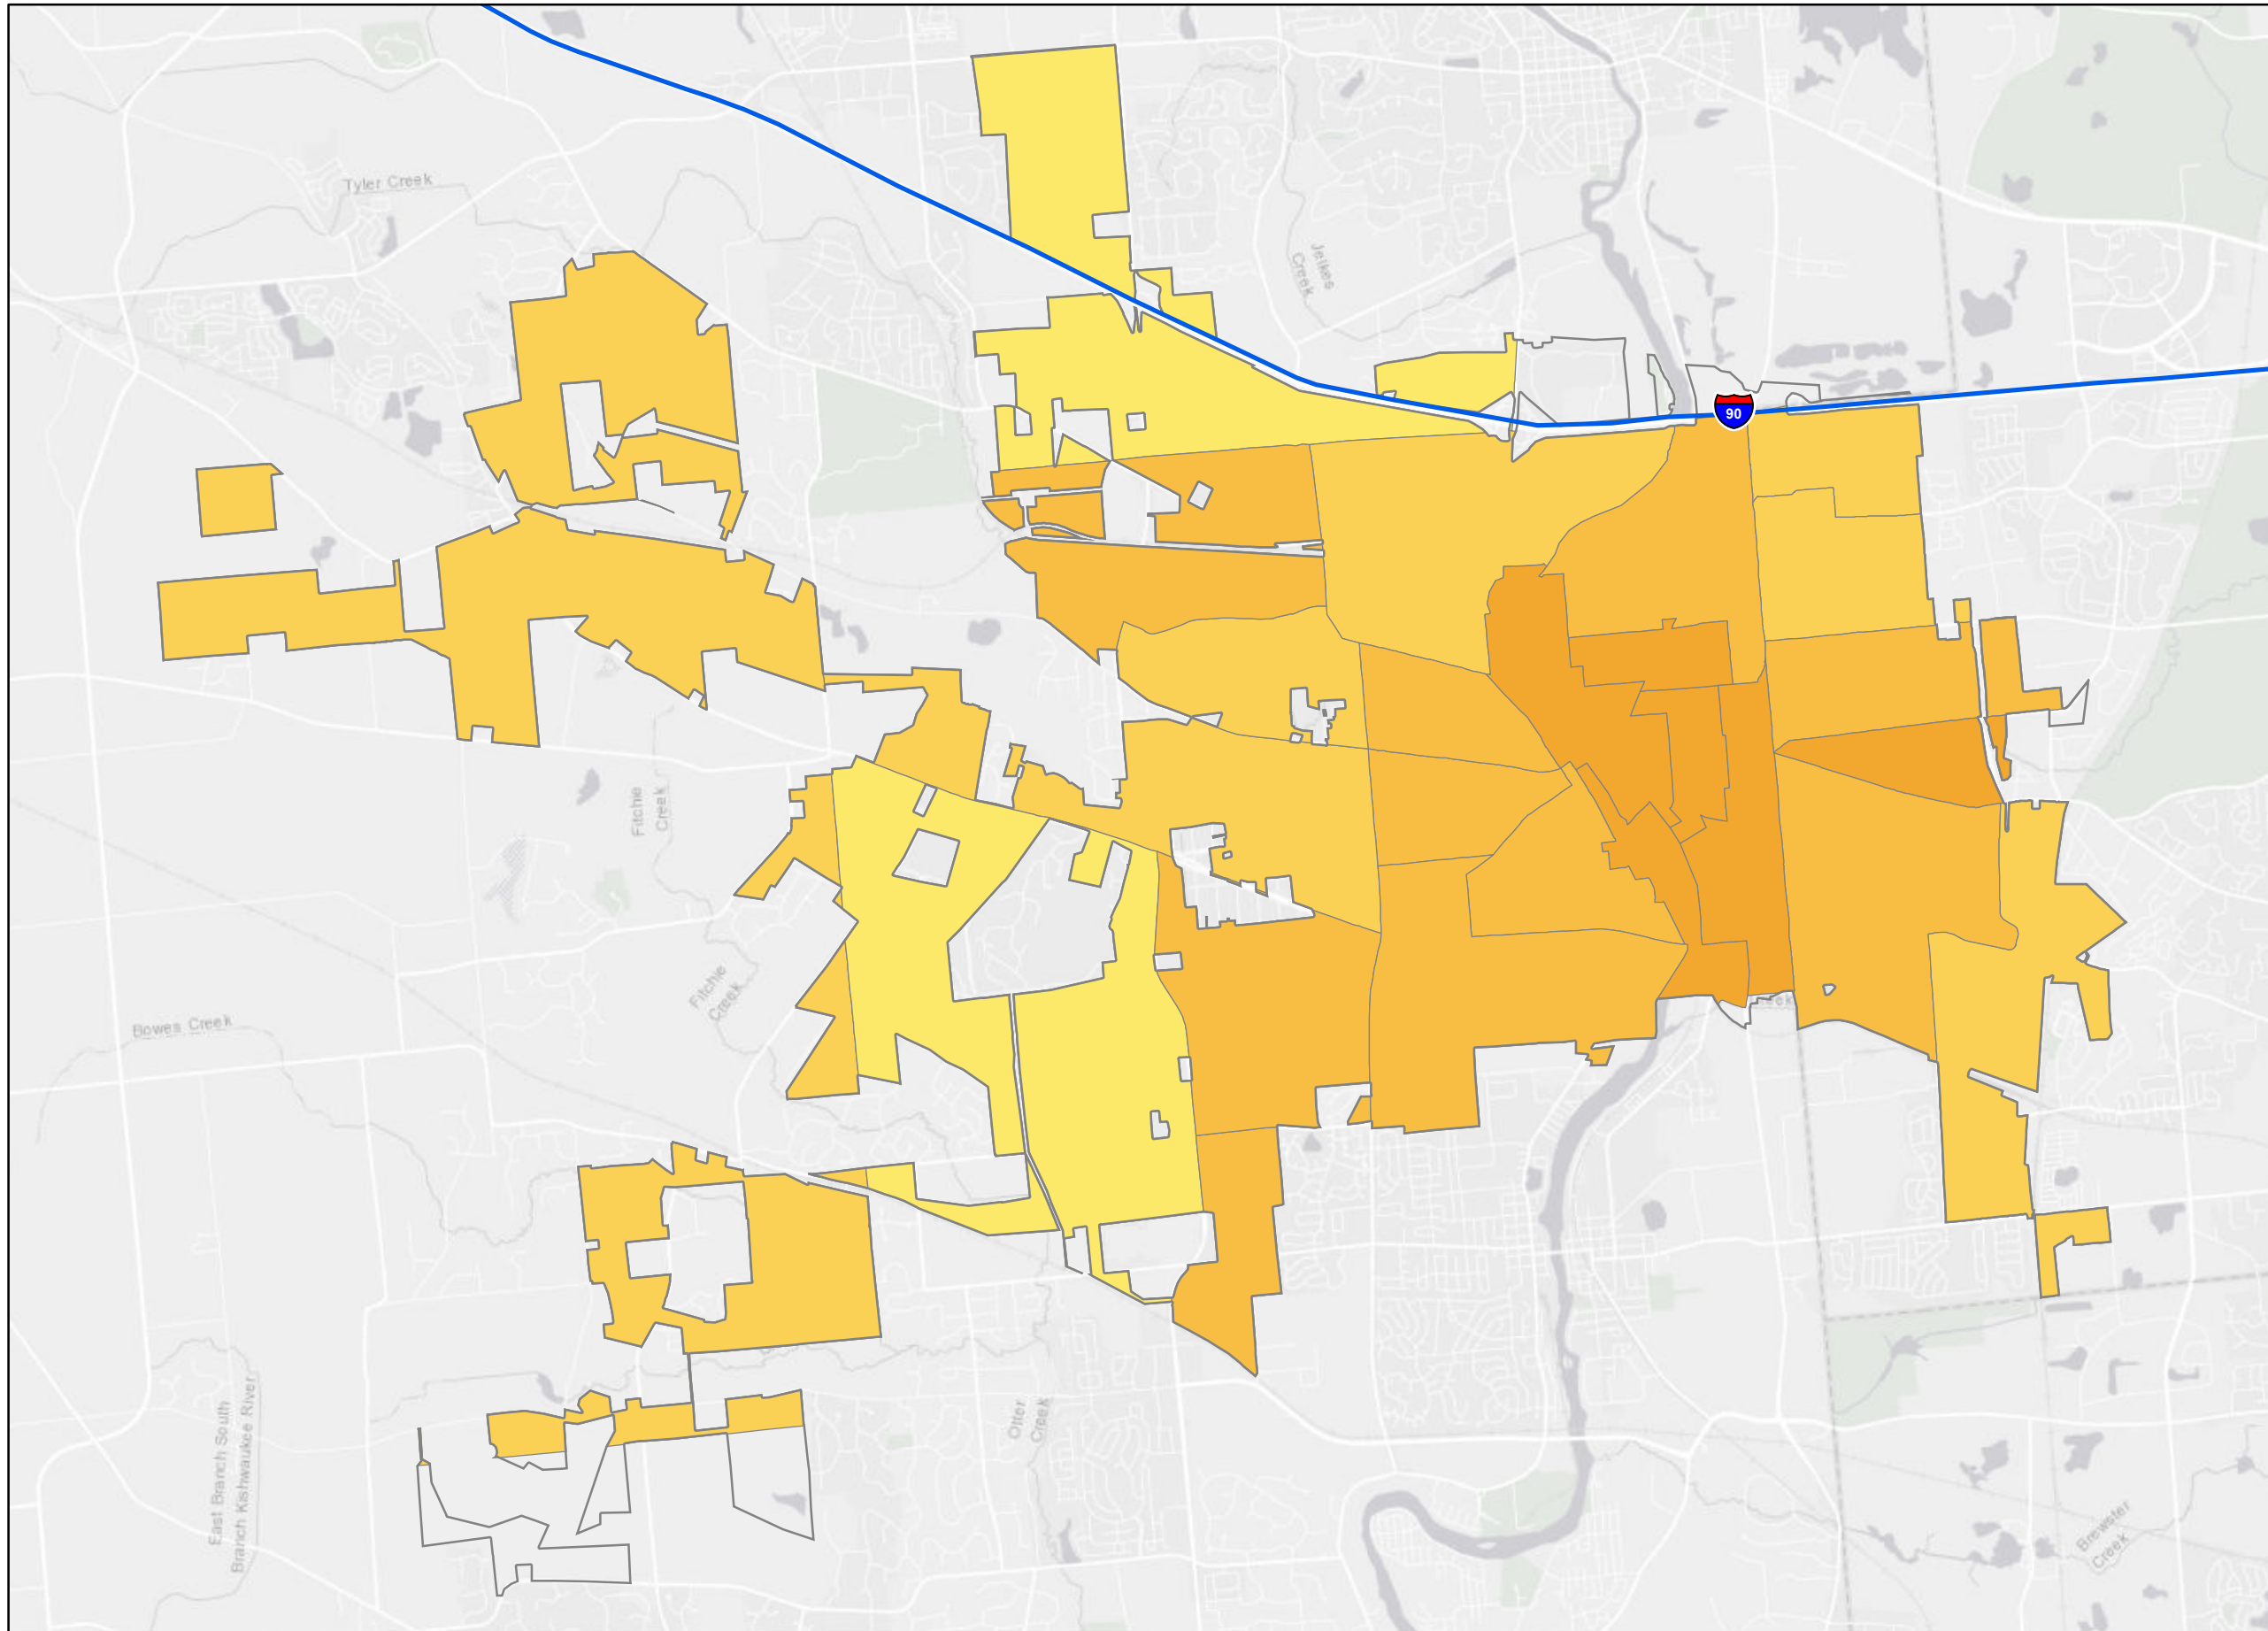 Tyler Creek
Jelkes
Creek
90
Fitchie
Creek
Fitchie
Creek
Bowes Creek
eek
Otter
Creek
East Branch South
Branch Kishwaukee River
Brewster
Creek